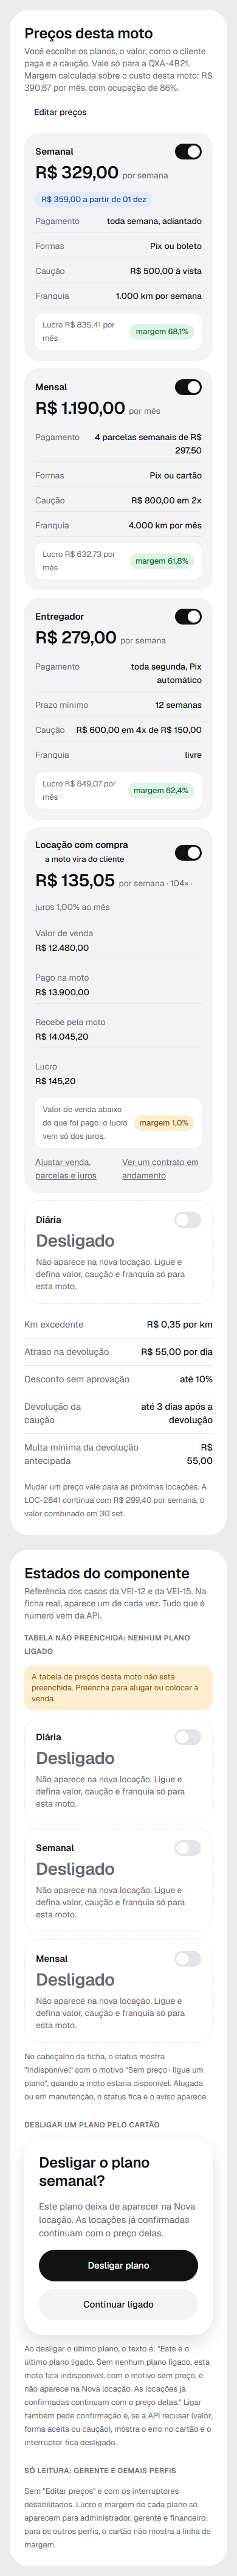 Preços desta moto
Você escolhe os planos, o valor, como o cliente
paga e a caução. Vale só para a QXA-4B21.
Margem calculada sobre o custo desta moto: R$
390,67 por mês, com ocupação de 86%.
Editar preços
Semanal
R$ 329,00 por semana
R$ 359,00 a partir de 01 dez
Pagamento toda semana, adiantado
Formas Pix ou boleto
Caução R$ 500,00 à vista
Franquia 1.000 km por semana
Lucro R$ 835,41 por
mês
margem 68,1%
Mensal
R$ 1.190,00 por mês
Pagamento 4 parcelas semanais de R$
297,50
Formas Pix ou cartão
Caução R$ 800,00 em 2x
Franquia 4.000 km por mês
Lucro R$ 632,73 por
mês
margem 61,8%
Entregador
R$ 279,00 por semana
Pagamento toda segunda, Pix
automático
Prazo mínimo 12 semanas
Caução R$ 600,00 em 4x de R$ 150,00
Franquia livre
Lucro R$ 649,07 por
mês
margem 62,4%
Locação com compra
a moto vira do cliente
R$ 135,05 por semana · 104× ·
juros 1,00% ao mês
Valor de venda
R$ 12.480,00
Pago na moto
R$ 13.900,00
Recebe pela moto
R$ 14.045,20
Lucro
R$ 145,20
Valor de venda abaixo
do que foi pago: o lucro
vem só dos juros.
margem 1,0%
Ajustar venda,
parcelas e juros
Ver um contrato em
andamento
Diária
Desligado
Não aparece na nova locação. Ligue e
defina valor, caução e franquia só para
esta moto.
Km excedente R$ 0,35 por km
Atraso na devolução R$ 55,00 por dia
Desconto sem aprovação até 10%
Devolução da
caução
até 3 dias após a
devolução
Multa mínima da devolução
antecipada
R$
55,00
Mudar um preço vale para as próximas locações. A
LOC-2841 continua com R$ 299,40 por semana, o
valor combinado em 30 set.
Estados do componente
Referência dos casos da VEI-12 e da VEI-15. Na
ficha real, aparece um de cada vez. Tudo que é
número vem da API.
TABELA NÃO PREENCHIDA: NENHUM PLANO
LIGADO
A tabela de preços desta moto não está
preenchida. Preencha para alugar ou colocar à
venda.
Diária
Desligado
Não aparece na nova locação. Ligue e
defina valor, caução e franquia só para
esta moto.
Semanal
Desligado
Não aparece na nova locação. Ligue e
defina valor, caução e franquia só para
esta moto.
Mensal
Desligado
Não aparece na nova locação. Ligue e
defina valor, caução e franquia só para
esta moto.
No cabeçalho da ficha, o status mostra
"Indisponível" com o motivo "Sem preço · ligue um
plano", quando a moto estaria disponível. Alugada
ou em manutenção, o status fica e o aviso aparece.
DESLIGAR UM PLANO PELO CARTÃO
Desligar o plano
semanal?
Este plano deixa de aparecer na Nova
locação. As locações já confirmadas
continuam com o preço delas.
Desligar plano
Continuar ligado
Ao desligar o último plano, o texto é: "Este é o
último plano ligado. Sem nenhum plano ligado, esta
moto fica indisponível, com o motivo sem preço, e
não aparece na Nova locação. As locações já
confirmadas continuam com o preço delas." Ligar
também pede confirmação e, se a API recusar (valor,
forma aceita ou caução), mostra o erro no cartão e o
interruptor fica desligado.
SÓ LEITURA: GERENTE E DEMAIS PERFIS
Sem "Editar preços" e com os interruptores
desabilitados. Lucro e margem de cada plano só
aparecem para administrador, gerente e financeiro;
para os outros perfis, o cartão não mostra a linha de
margem.